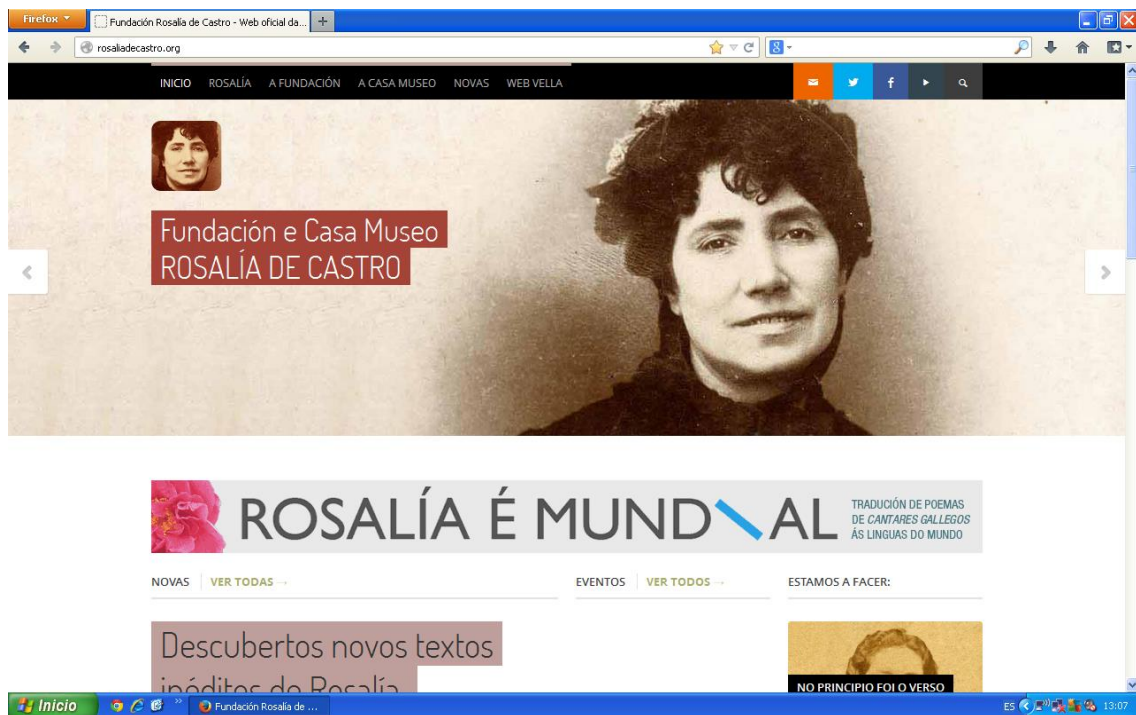 Firefox
Fundación Rosalía de Castro - Web oficial da...
rosaliadecastro.org
INICIO ROSALÍA A FUNDACIÓN A CASA MUSEO NOVAS WEB VELLA
Fundación e Casa Museo
ROSALÍA DE CASTRO
ROSALÍA É MUNDIAL
TRADUCIÓN DE POEMAS
DE CANTARES GALLEGOS
ÁS LINGUAS DO MUNDO
NOVAS VER TODAS →
EVENTOS VER TODOS →
ESTAMOS A FACER:
Descubertos novos textos
inéditos de Rosalía
NO PRINCIPIO FOI O VERSO
Inicio
Fundación Rosalía de ...
ES
13:07